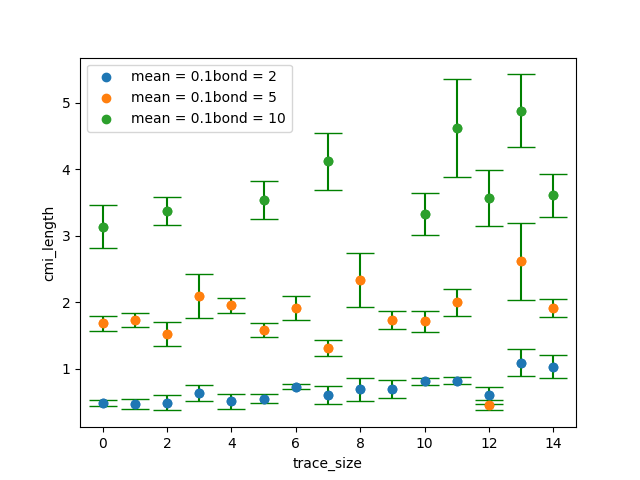 mean = 0.1bond = 2
mean = 0.1bond = 5
mean = 0.1bond = 10
5
4
3
2
1
cmi_length
0 2 4 6 8 10 12 14
trace_size